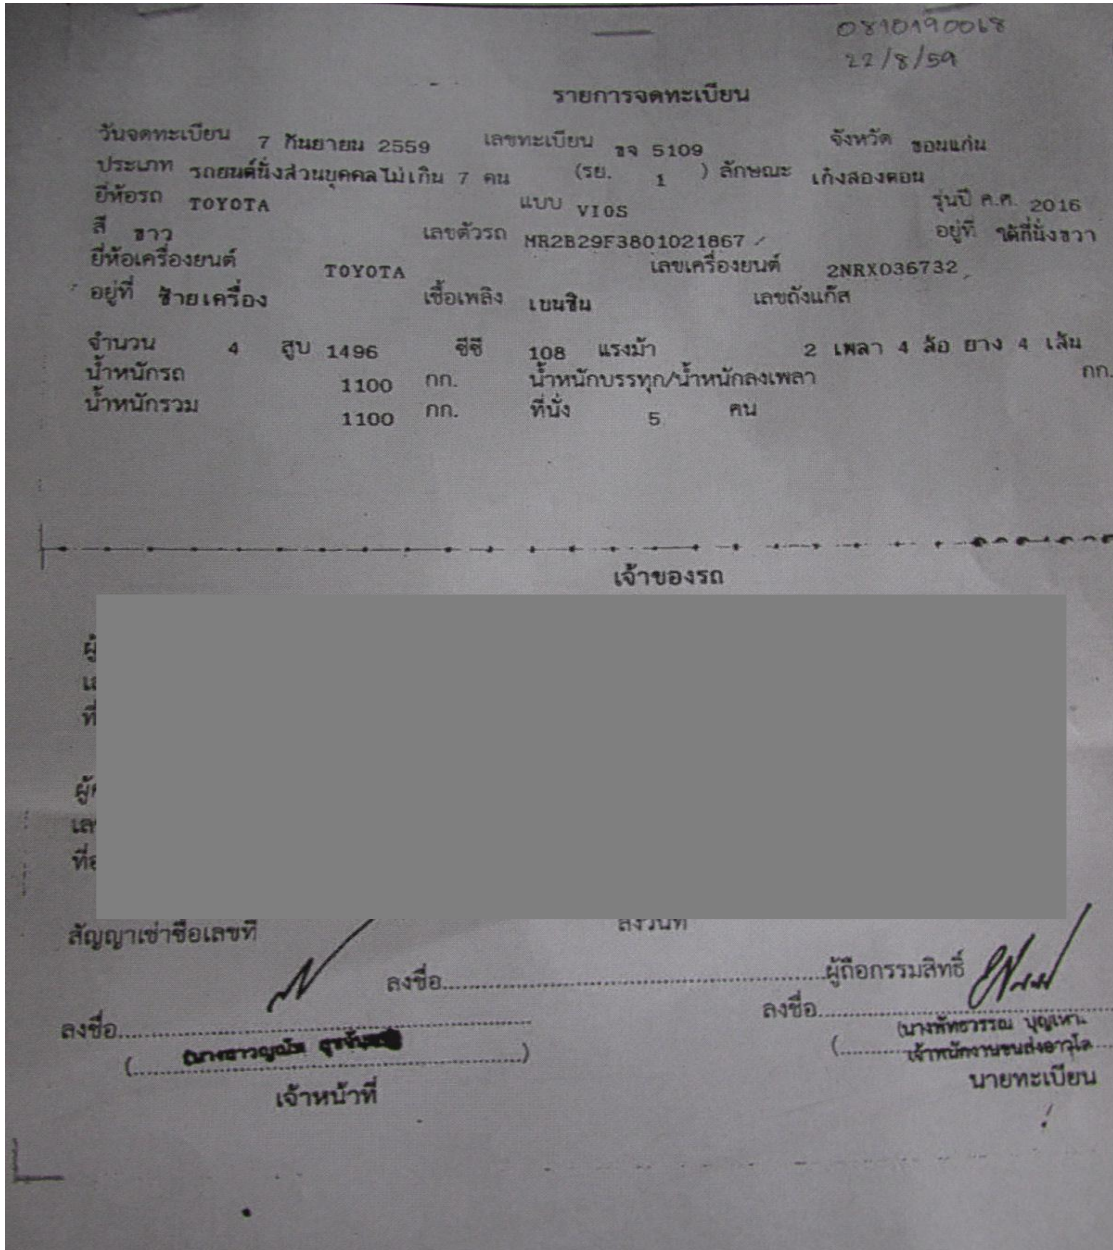 0810190068
22/8/59
รายการจดทะเบียน
วันจดทะเบียน 7 กันยายน 2559 เลขทะเบียน ขจ 5109 จังหวัด ขอนแก่น
ประเภท รถยนต์นั่งส่วนบุคคลไม่เกิน 7 คน (รย. 1 ) ลักษณะ เก๋งสองตอน
ยี่ห้อรถ TOYOTA แบบ VIOS รุ่นปี ค.ศ. 2016
สี ขาว เลขตัวรถ MR2B29F3801021867 อยู่ที่ ใต้ที่นั่งขวา
ยี่ห้อเครื่องยนต์ TOYOTA เลขเครื่องยนต์ 2NRX036732
อยู่ที่ ซ้ายเครื่อง เชื้อเพลิง เบนซิน เลขถังแก๊ส
จำนวน 4 สูบ 1496 ซีซี 108 แรงม้า 2 เพลา 4 ล้อ ยาง 4 เส้น
น้ำหนักรถ 1100 กก. น้ำหนักบรรทุก/น้ำหนักลงเพลา กก.
น้ำหนักรวม 1100 กก. ที่นั่ง 5 คน
เจ้าของรถ
สัญญาเช่าซื้อเลขที่ ลงวันที่
ลงชื่อ ผู้ถือกรรมสิทธิ์
ลงชื่อ ลงชื่อ
เจ้าหน้าที่
นายทะเบียน